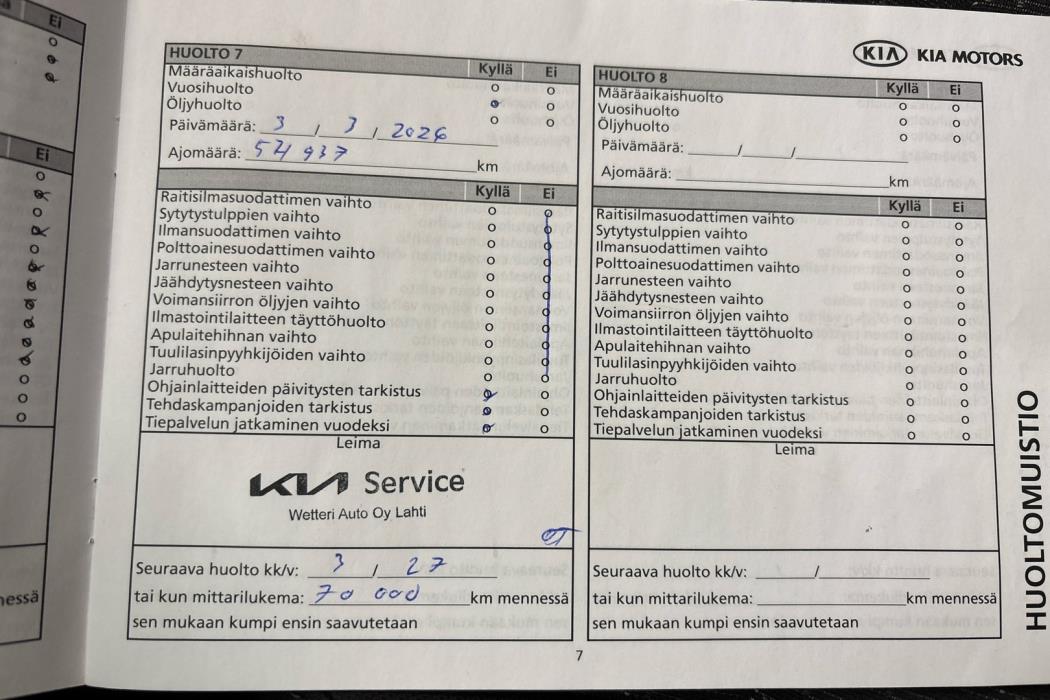 Ei
Ei
nessä
KIA KIA MOTORS
HUOLTO 7 Kyllä Ei
Määräaikaishuolto
Vuosihuolto
Öljyhuolto
Päivämäärä: 3 / 3 / 2026
Ajomäärä: 54 937 km
Kyllä Ei
Raitisilmasuodattimen vaihto
Sytytystulppien vaihto
Ilmansuodattimen vaihto
Polttoainesuodattimen vaihto
Jarrunesteen vaihto
Jäähdytysnesteen vaihto
Voimansiirron öljyjen vaihto
Ilmastointilaitteen täyttöhuolto
Apulaitehihnan vaihto
Tuulilasinpyyhkijöiden vaihto
Jarruhuolto
Ohjainlaitteiden päivitysten tarkistus
Tehdaskampanjoiden tarkistus
Tiepalvelun jatkaminen vuodeksi
Leima
KIA Service
Wetteri Auto Oy Lahti
Seuraava huolto kk/v: 3 / 27
tai kun mittarilukema: 70 000 km mennessä
sen mukaan kumpi ensin saavutetaan
HUOLTO 8 Kyllä Ei
Määräaikaishuolto
Vuosihuolto
Öljyhuolto
Päivämäärä: / /
Ajomäärä: km
Kyllä Ei
Raitisilmasuodattimen vaihto
Sytytystulppien vaihto
Ilmansuodattimen vaihto
Polttoainesuodattimen vaihto
Jarrunesteen vaihto
Jäähdytysnesteen vaihto
Voimansiirron öljyjen vaihto
Ilmastointilaitteen täyttöhuolto
Apulaitehihnan vaihto
Tuulilasinpyyhkijöiden vaihto
Jarruhuolto
Ohjainlaitteiden päivitysten tarkistus
Tehdaskampanjoiden tarkistus
Tiepalvelun jatkaminen vuodeksi
Leima
Seuraava huolto kk/v: /
tai kun mittarilukema: km mennessä
sen mukaan kumpi ensin saavutetaan
HUOLTOMUISTIO
7